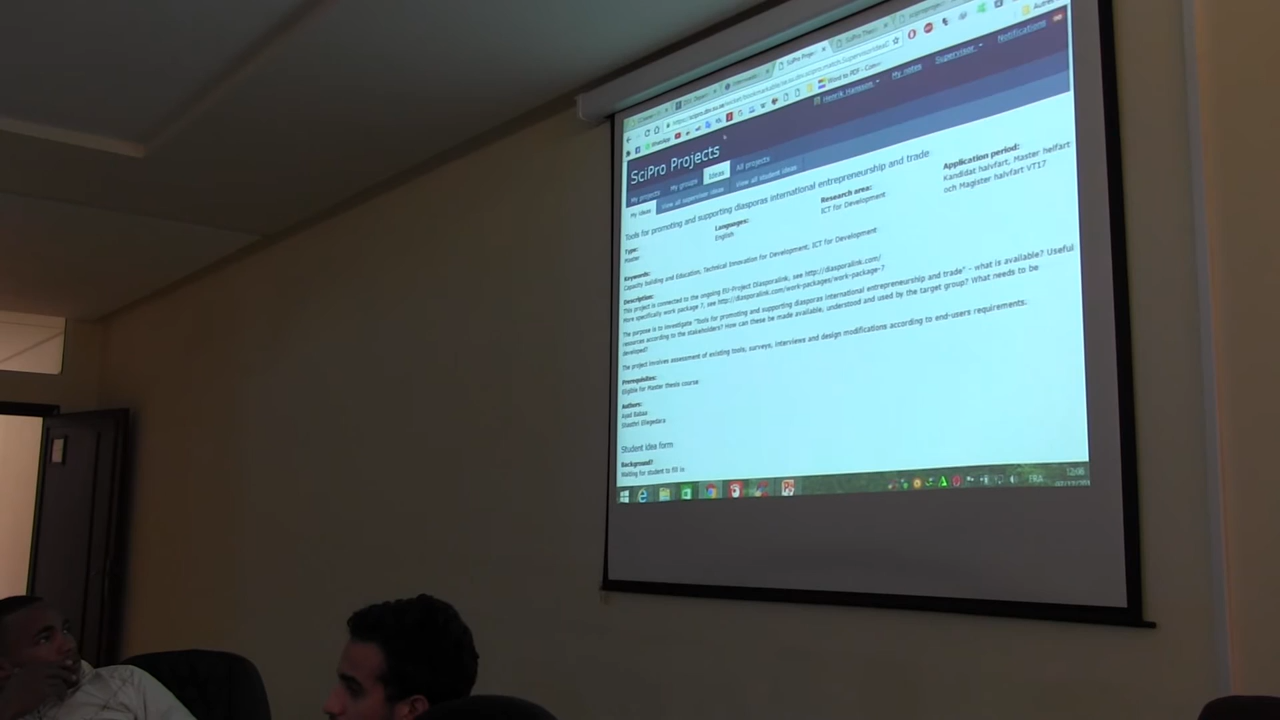 Word to PDF - Conv
Henrik Hansson
My notes
Supervisor
Notifications
SciPro Projects
My projects
My groups
Ideas
All projects
My ideas
View all supervisor ideas
View all student ideas
Tools for promoting and supporting diasporas international entrepreneurship and trade
Type:
Master
Languages:
English
Research area:
ICT for Development
Application period:
Kandidat halvfart, Master helfart
och Magister halvfart VT17
Keywords:
Capacity building and Education, Technical Innovation for Development, ICT for Development
Description:
This project is connected to the ongoing EU-Project Diasporalink, see http://diasporalink.com/
More specifically work package 7, see http://diasporalink.com/work-packages/work-package-7
The purpose is to investigate "Tools for promoting and supporting diasporas international entrepreneurship and trade" - what is available? Useful
resources according to the stakeholders? How can these be made available, understood and used by the target group? What needs to be
developed?
The project involves assessment of existing tools, surveys, interviews and design modifications according to end-users requirements.
Prerequisites:
Eligible for Master thesis course
Authors:
Student idea form
Background?
Waiting for student to fill in
FRA
12:06